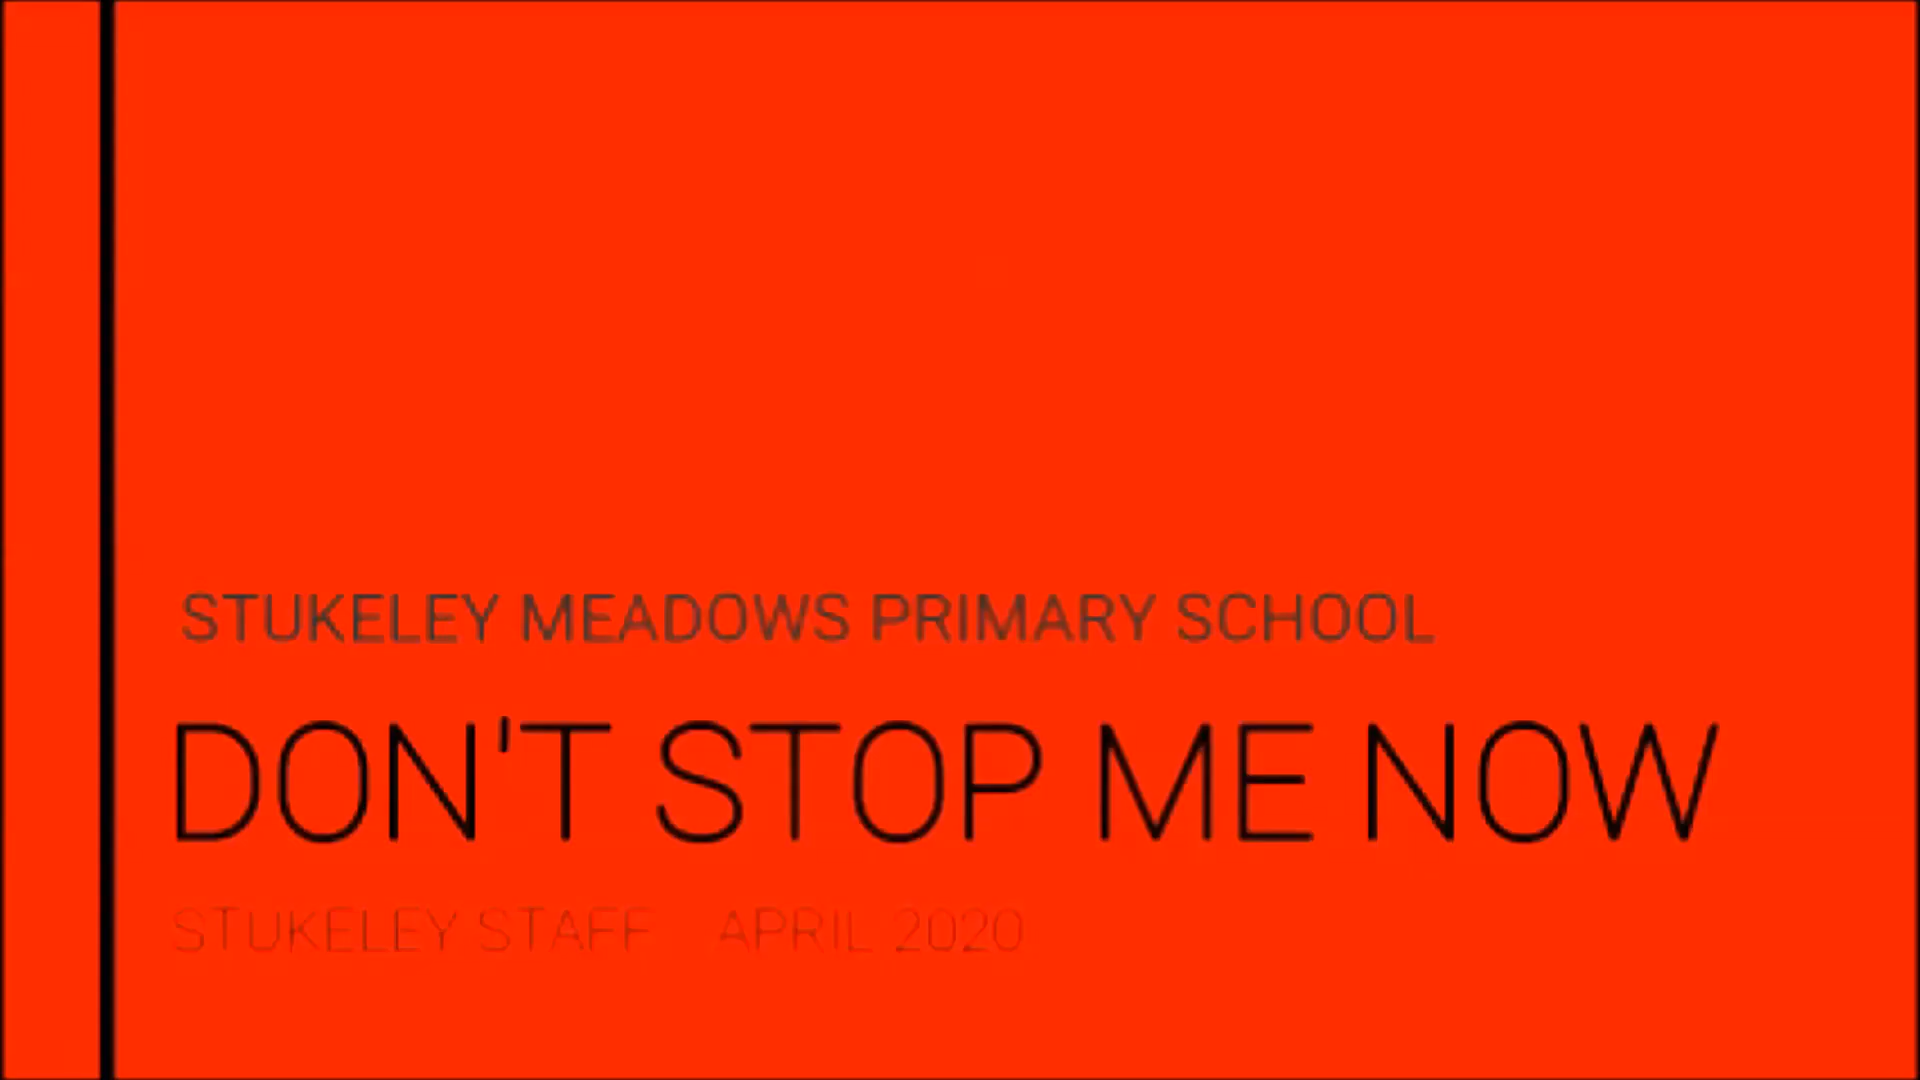 STUKELEY MEADOWS PRIMARY SCHOOL
DON'T STOP ME NOW
STUKELEY STAFF APRIL 2020